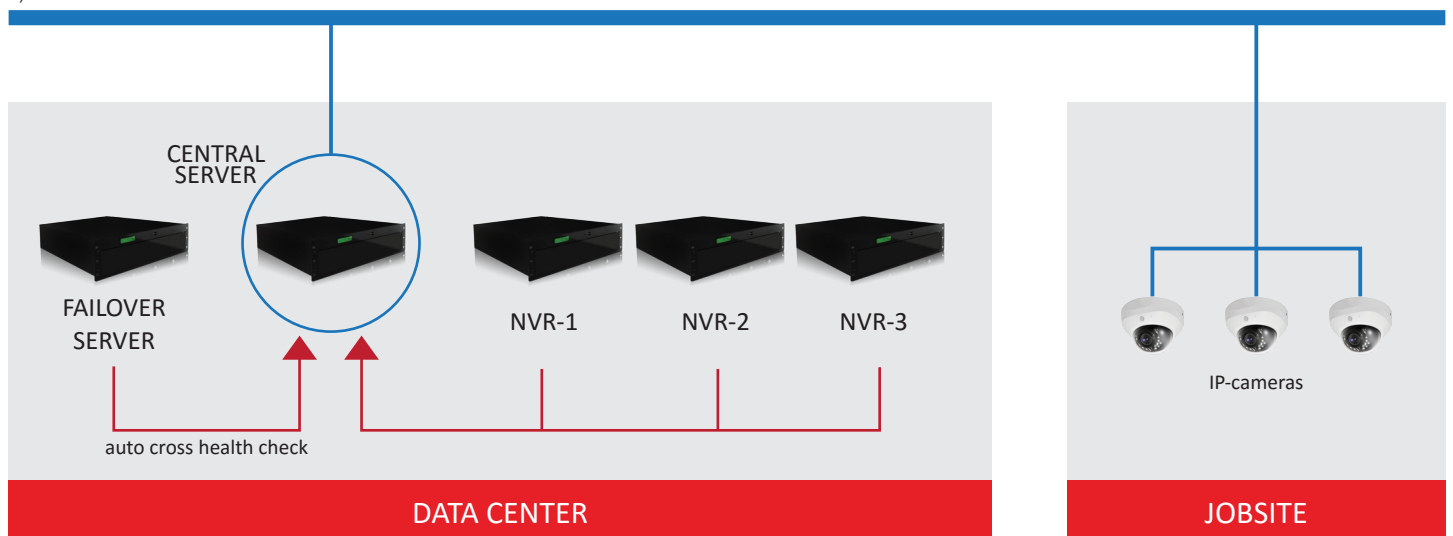 CENTRAL
SERVER
FAILOVER
SERVER
NVR-1
NVR-2
NVR-3
auto cross health check
IP-cameras
DATA CENTER
JOBSITE